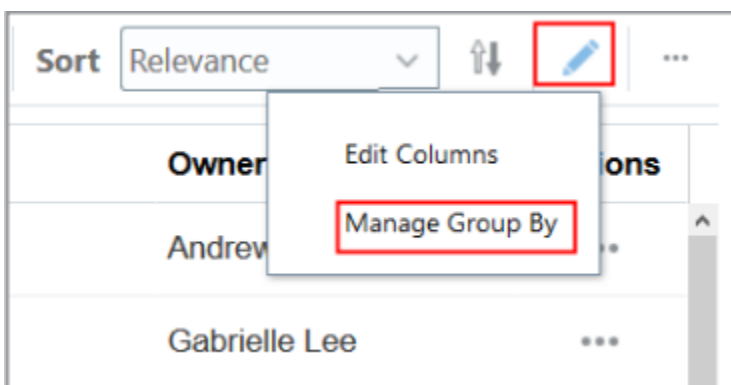 Sort Relevance
Edit Columns
Owner ions
Manage Group By
Andrew
Gabrielle Lee